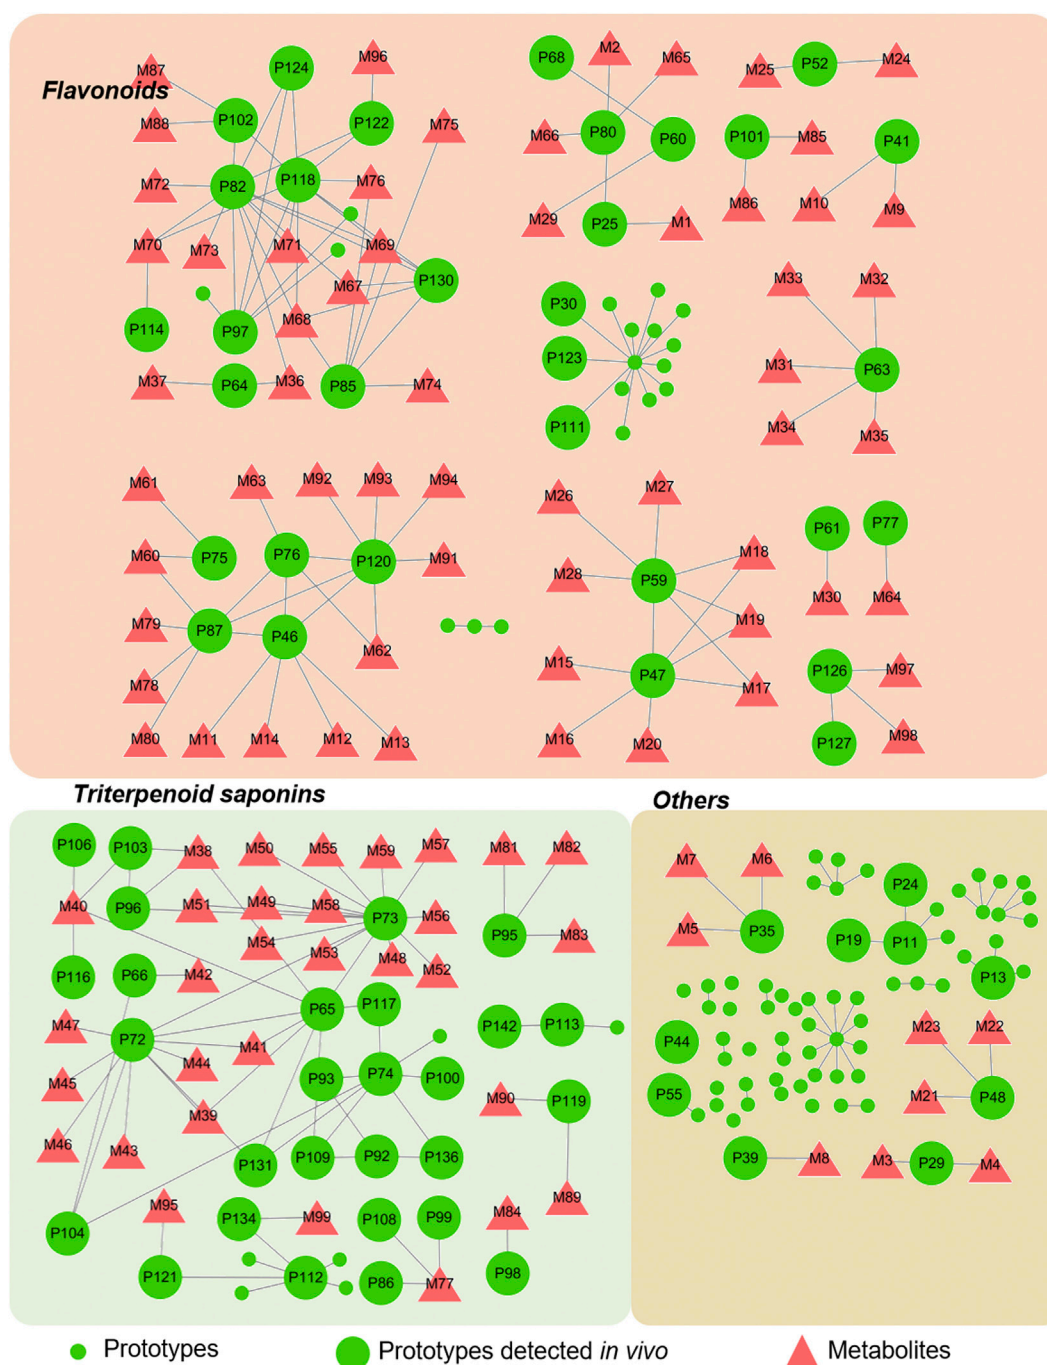 P124
M96
M2
P68
M65
M24
P52
M25
M87
Flavonoids
P102
M88
P122
M75
P80
M66
P60
P101
M85
P41
M72
P82
P118
M76
M86
M10
M9
M29
P25
M1
M70
M73
M71
M69
P130
M67
M33
M32
P30
P114
P97
M68
P123
M31
P63
M37
P64
M36
P85
M74
P111
M34
M35
M61
M63
M92
M93
M94
M26
M27
P61
P77
M60
P75
P76
P120
M91
M28
P59
M18
M30
M64
M79
P87
P46
M62
M19
M15
P47
M17
P126
M97
M78
M80
M11
M14
M12
M13
M16
M20
P127
M98
Triterpenoid saponins
Others
P106
P103
M38
M50
M55
M59
M57
M81
M82
M7
M6
P24
M40
P96
M51
M49
M58
P73
M56
M5
P35
P19
P11
M54
M53
M48
M52
P95
M83
P116
P66
M42
P13
M47
P72
P65
P117
P142
P113
M23
M22
P44
M41
M44
M45
P93
P74
P100
M90
P119
P55
M21
P48
M46
M43
M39
P131
P109
P92
P136
P39
M8
M3
P29
M4
M89
P104
M95
P134
M99
P108
P99
M84
P121
P112
P86
M77
P98
Prototypes
Prototypes detected in vivo
Metabolites